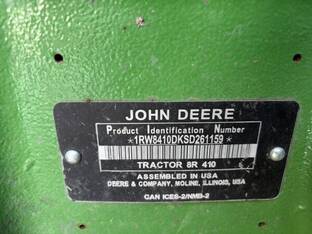 JOHN DEERE
Product Identification Number
*1RW8410DKSD261159*
TRACTOR 8R 410
ASSEMBLED IN USA
DEERE & COMPANY, MOLINE, ILLINOIS, USA
CAN ICES-2/NMB-2